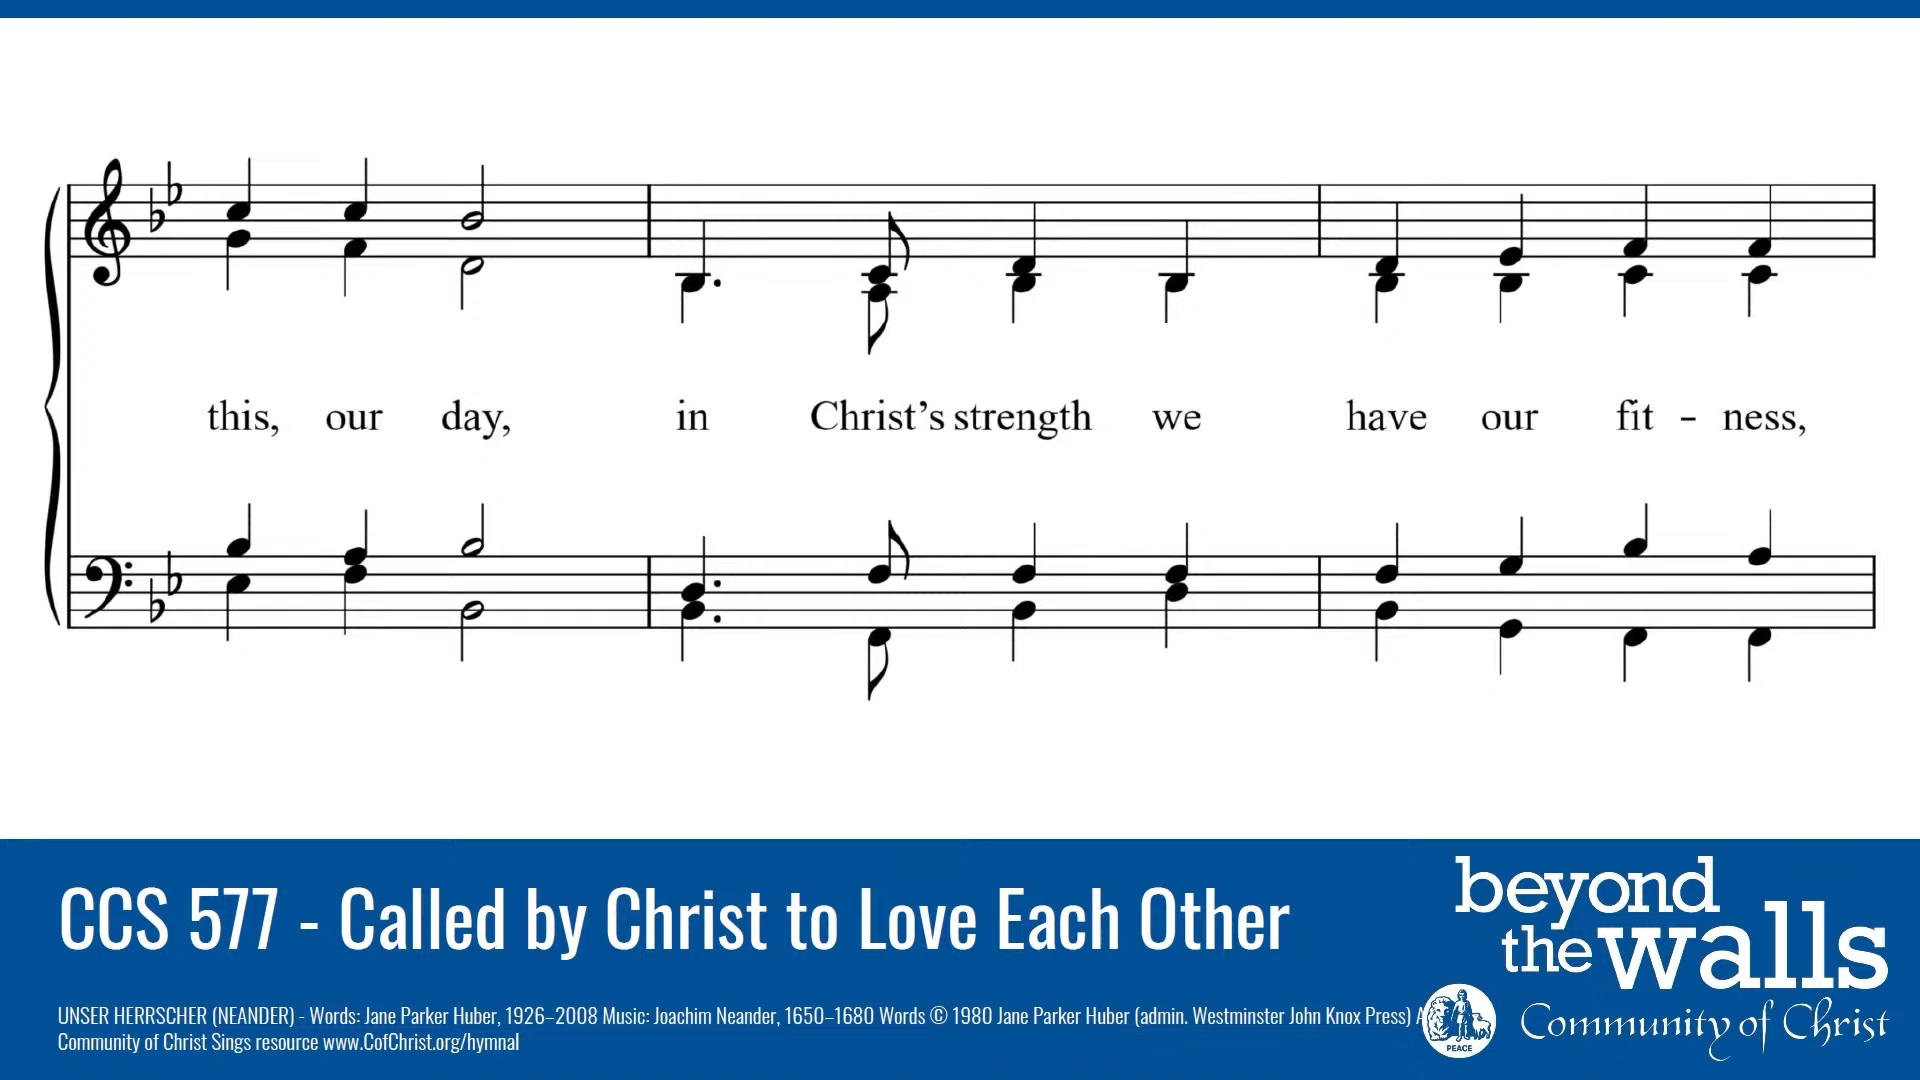 this, our day, in Christ's strength we have our fit - ness,
CCS 577 - Called by Christ to Love Each Other
UNSER HERRSCHER (NEANDER) - Words: Jane Parker Huber, 1926–2008 Music: Joachim Neander, 1650–1680 Words © 1980 Jane Parker Huber (admin. Westminster John Knox Press)
Community of Christ Sings resource www.CofChrist.org/hymnal
beyond
the walls
Community of Christ
PEACE